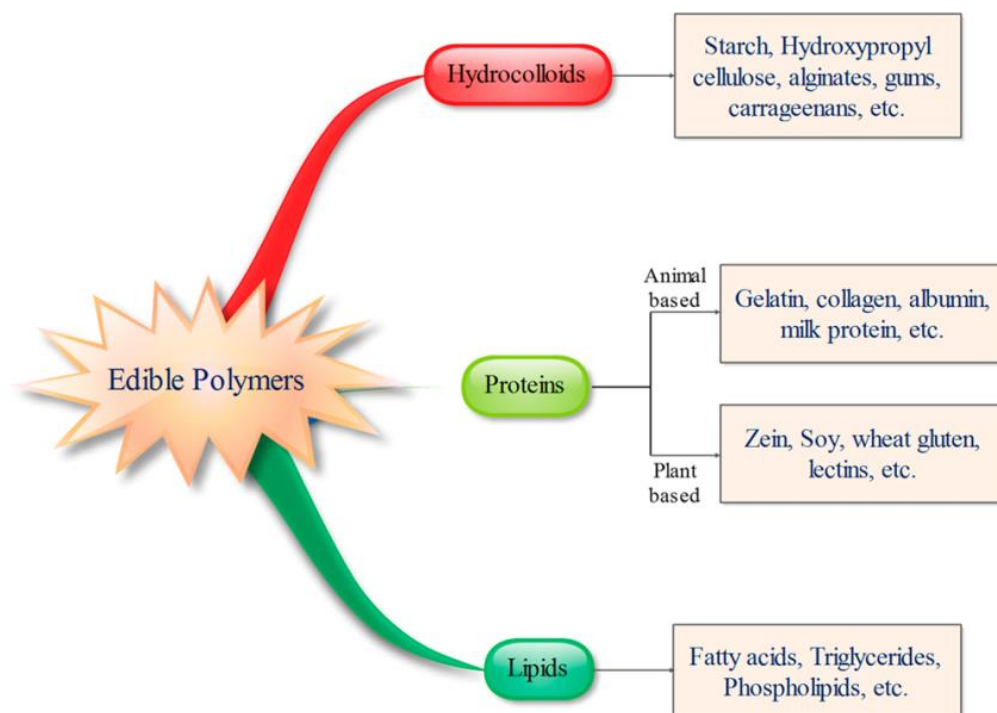 Hydrocolloids
Starch, Hydroxypropyl
cellulose, alginates, gums,
carrageenans, etc.
Edible Polymers
Proteins
Animal
based
Gelatin, collagen, albumin,
milk protein, etc.
Plant
based
Zein, Soy, wheat gluten,
lectins, etc.
Lipids
Fatty acids, Triglycerides,
Phospholipids, etc.